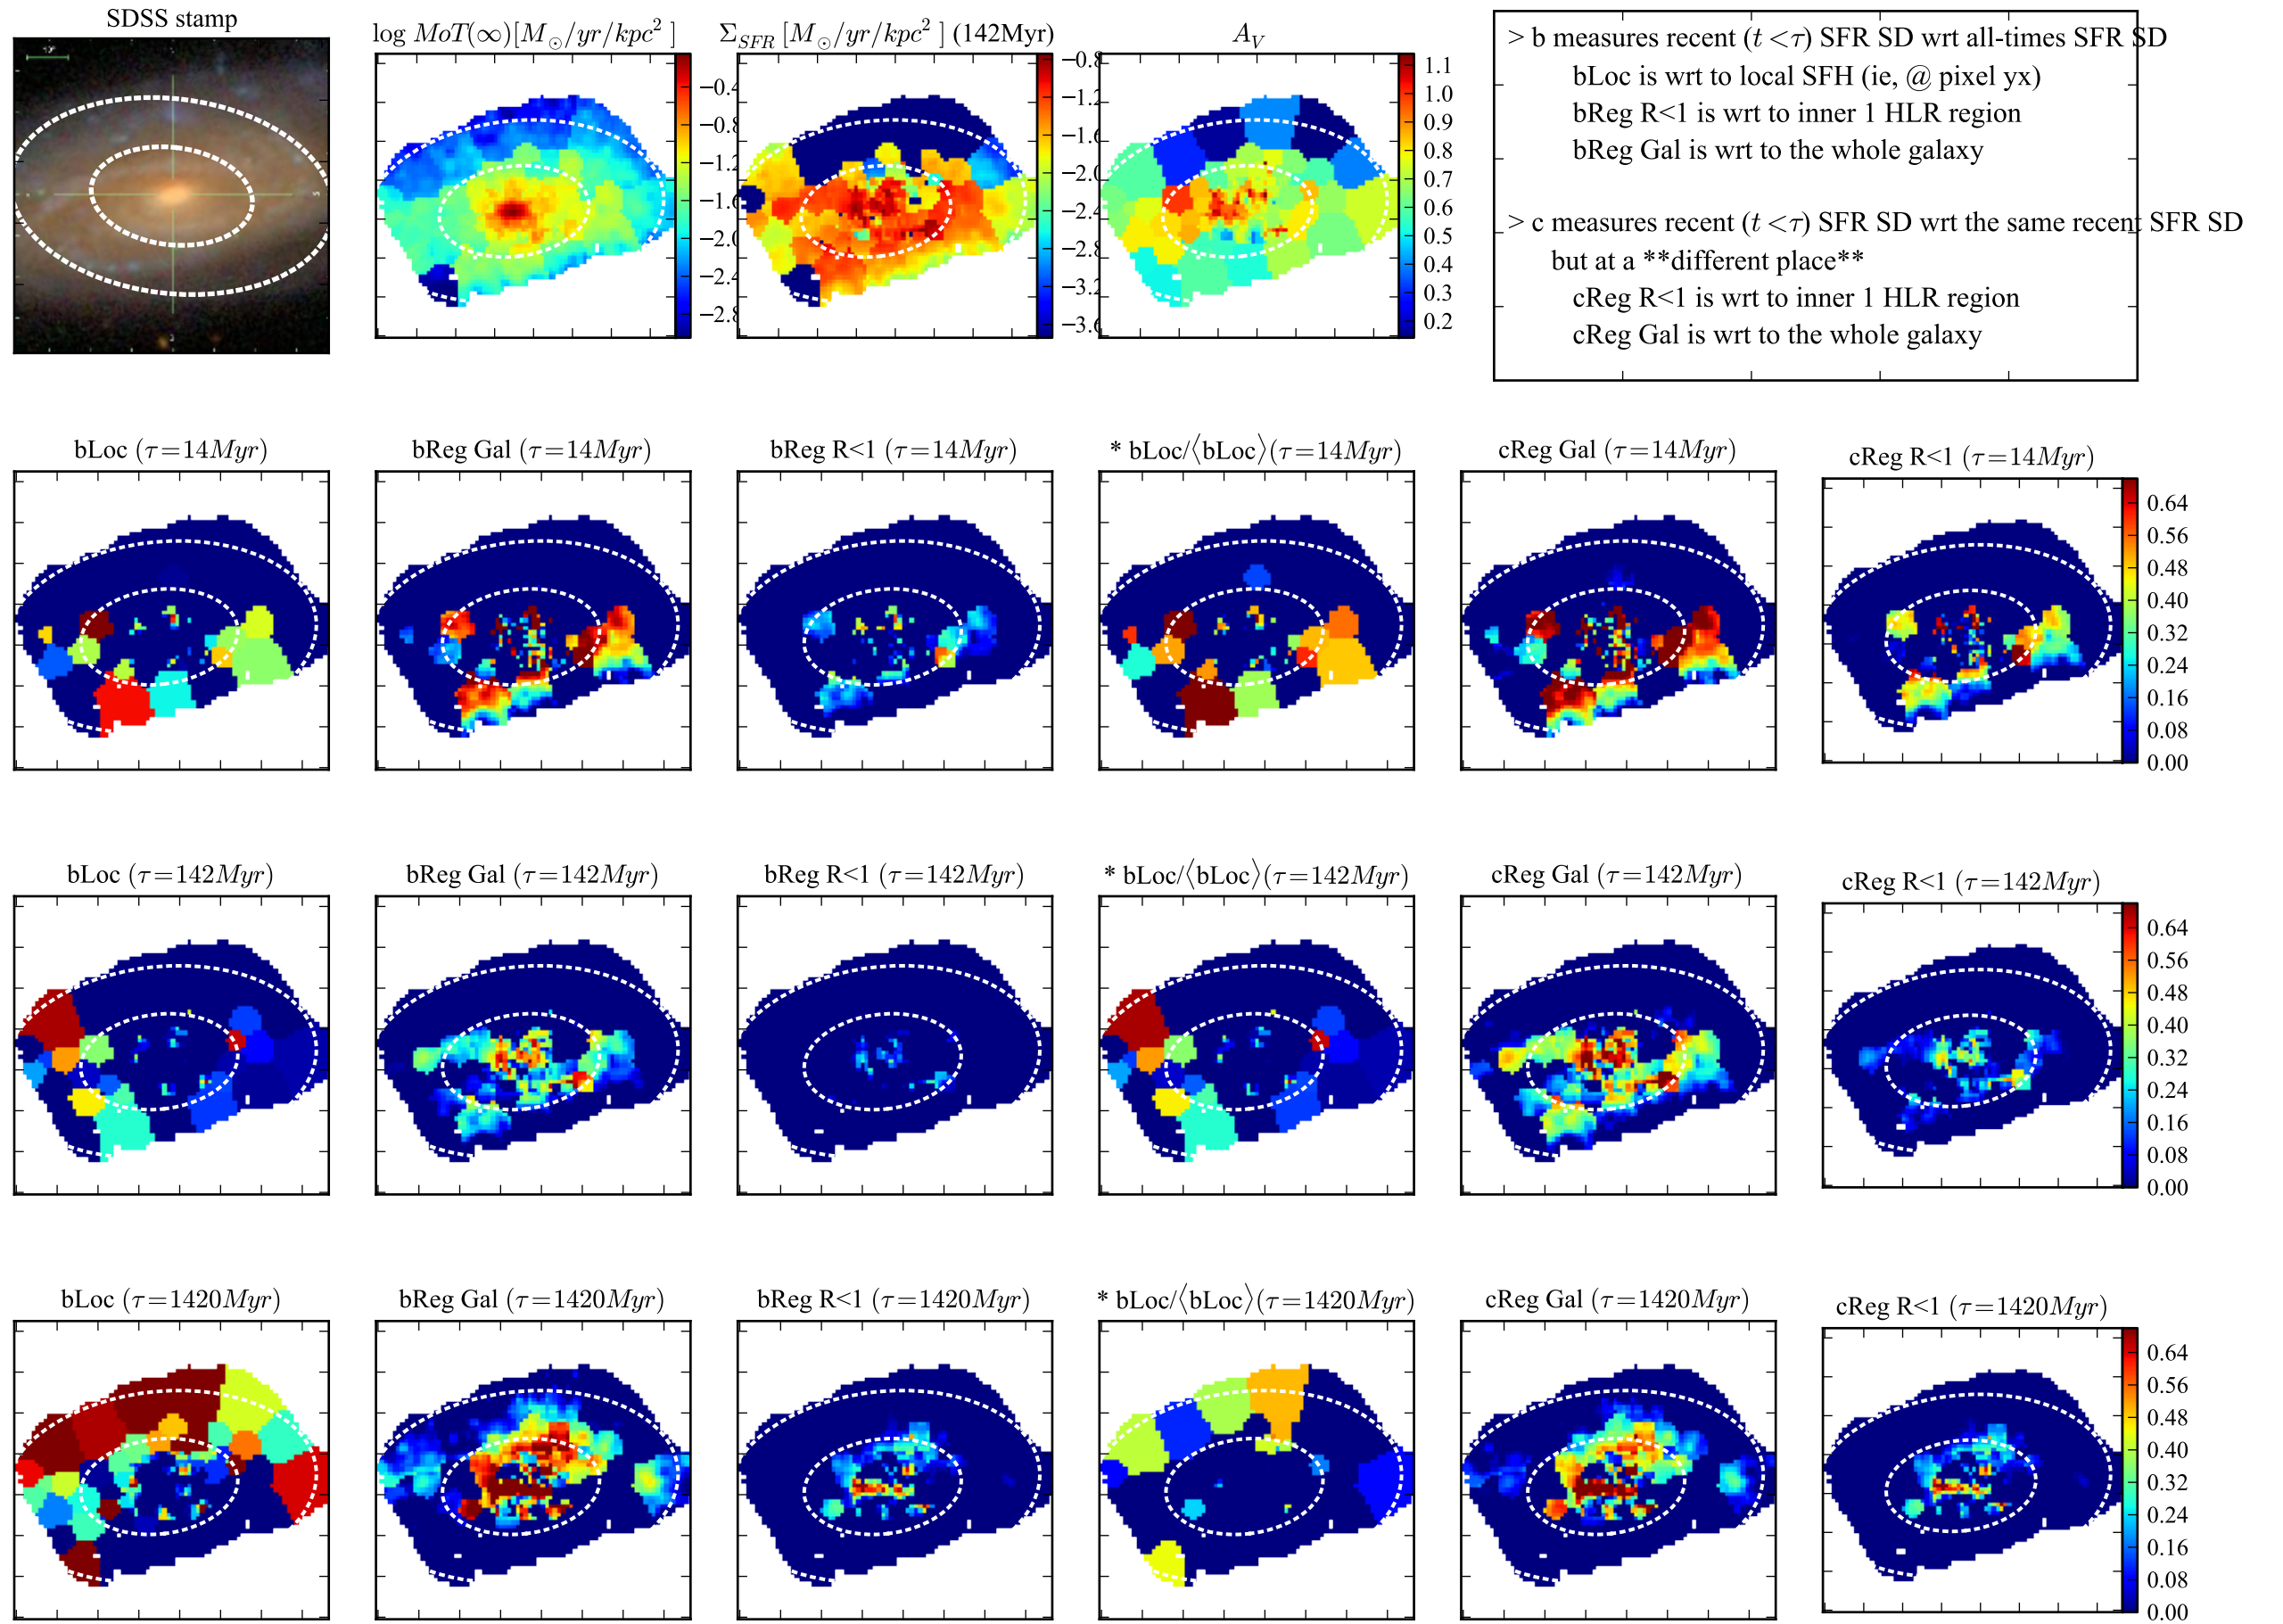 SDSS stamp
log MoT(∞)[M_⊙/yr/kpc² ]
Σ_SFR [M_⊙/yr/kpc² ] (142Myr)
A_V
−0.4
−0.8
−1.2
−1.6
−2.0
−2.4
−2.8
−0.8
−1.2
−1.6
−2.0
−2.4
−2.8
−3.2
−3.6
1.1
1.0
0.9
0.8
0.7
0.6
0.5
0.4
0.3
0.2
> b measures recent (t <τ) SFR SD wrt all-times SFR SD
bLoc is wrt to local SFH (ie, @ pixel yx)
bReg R<1 is wrt to inner 1 HLR region
bReg Gal is wrt to the whole galaxy
> c measures recent (t <τ) SFR SD wrt the same recent SFR SD
but at a **different place**
cReg R<1 is wrt to inner 1 HLR region
cReg Gal is wrt to the whole galaxy
bLoc (τ=14Myr)
bReg Gal (τ=14Myr)
bReg R<1 (τ=14Myr)
* bLoc/⟨bLoc⟩(τ=14Myr)
cReg Gal (τ=14Myr)
cReg R<1 (τ=14Myr)
0.64
0.56
0.48
0.40
0.32
0.24
0.16
0.08
0.00
bLoc (τ=142Myr)
bReg Gal (τ=142Myr)
bReg R<1 (τ=142Myr)
* bLoc/⟨bLoc⟩(τ=142Myr)
cReg Gal (τ=142Myr)
cReg R<1 (τ=142Myr)
0.64
0.56
0.48
0.40
0.32
0.24
0.16
0.08
0.00
bLoc (τ=1420Myr)
bReg Gal (τ=1420Myr)
bReg R<1 (τ=1420Myr)
* bLoc/⟨bLoc⟩(τ=1420Myr)
cReg Gal (τ=1420Myr)
cReg R<1 (τ=1420Myr)
0.64
0.56
0.48
0.40
0.32
0.24
0.16
0.08
0.00